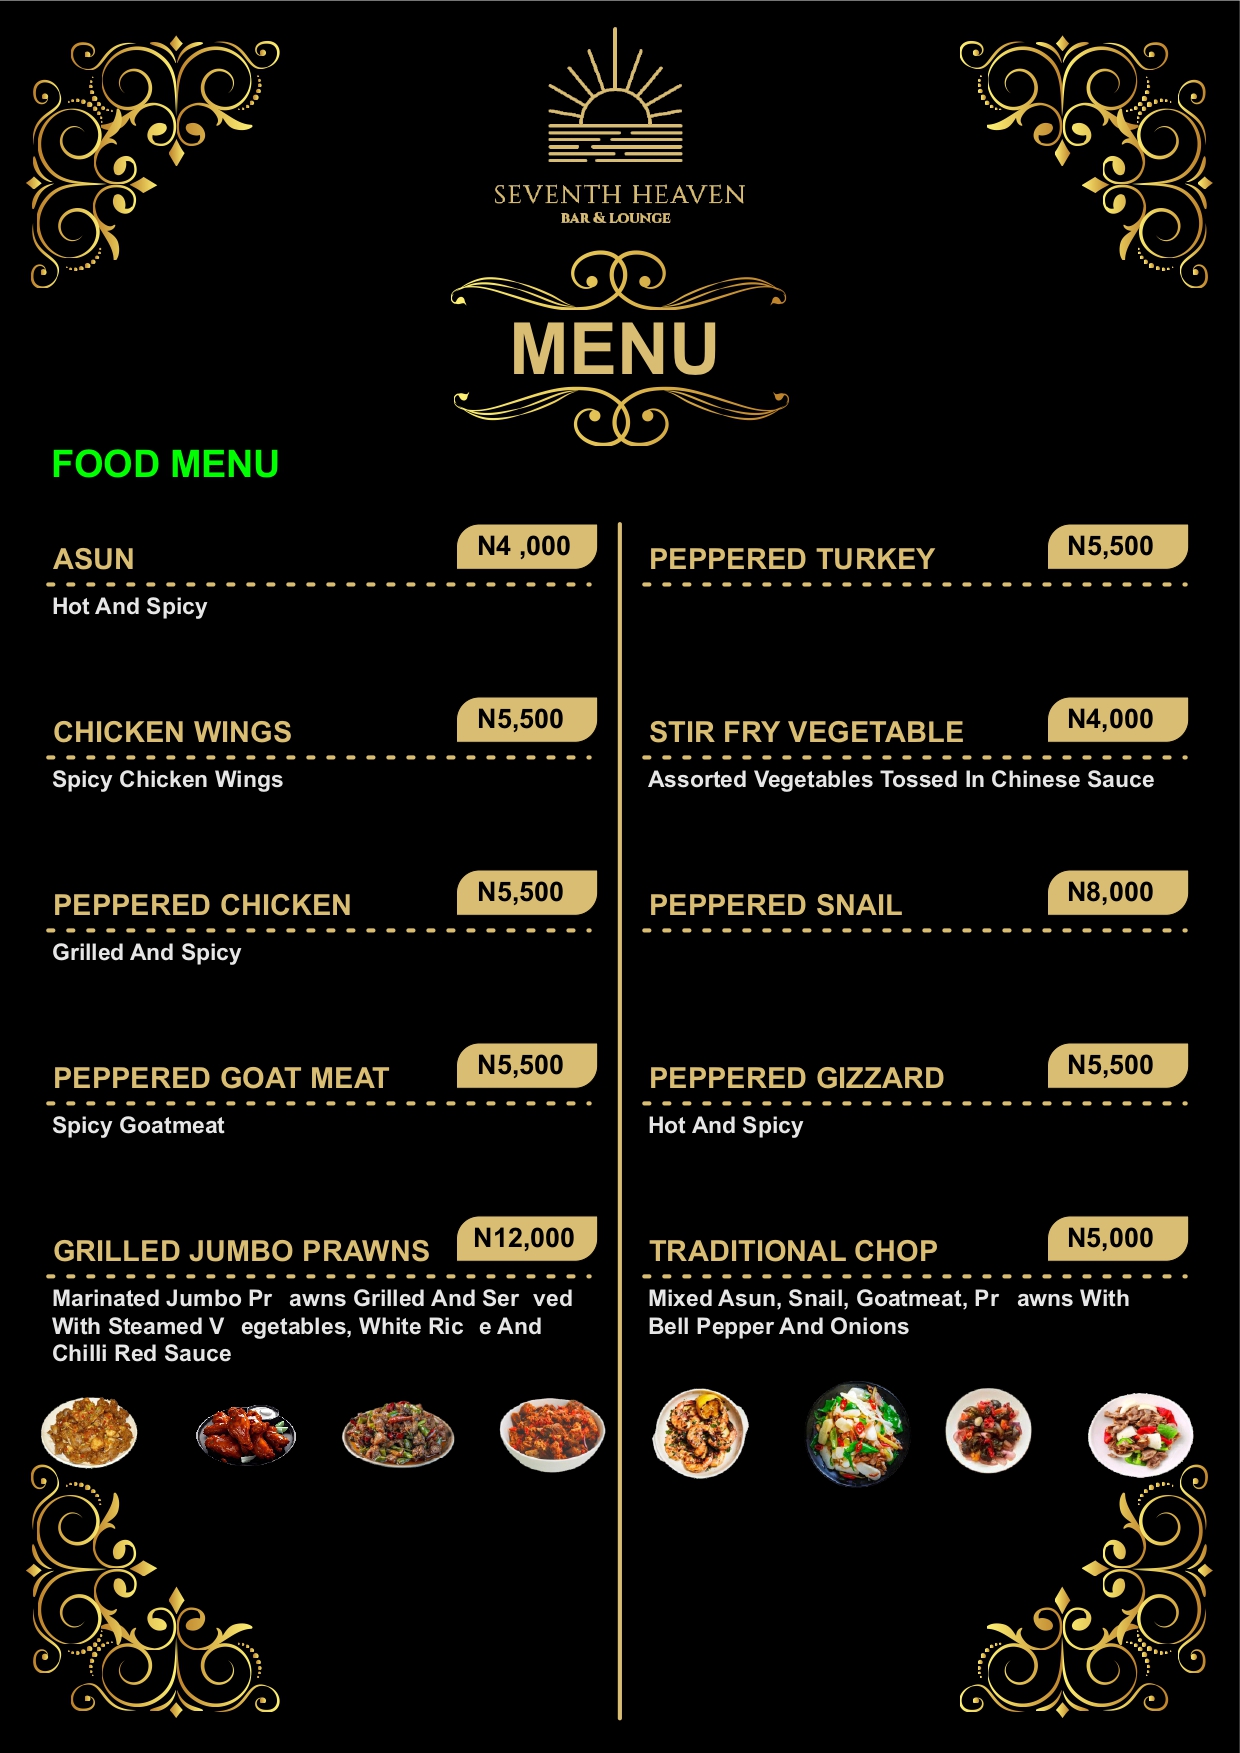 SEVENTH HEAVEN
BAR & LOUNGE
MENU
FOOD MENU
ASUN
N4 ,000
Hot And Spicy
CHICKEN WINGS
N5,500
Spicy Chicken Wings
PEPPERED CHICKEN
N5,500
Grilled And Spicy
PEPPERED GOAT MEAT
N5,500
Spicy Goatmeat
GRILLED JUMBO PRAWNS
N12,000
Marinated Jumbo Pr awns Grilled And Ser ved
With Steamed V egetables, White Ric e And
Chilli Red Sauce
PEPPERED TURKEY
N5,500
STIR FRY VEGETABLE
N4,000
Assorted Vegetables Tossed In Chinese Sauce
PEPPERED SNAIL
N8,000
PEPPERED GIZZARD
N5,500
Hot And Spicy
TRADITIONAL CHOP
N5,000
Mixed Asun, Snail, Goatmeat, Pr awns With
Bell Pepper And Onions